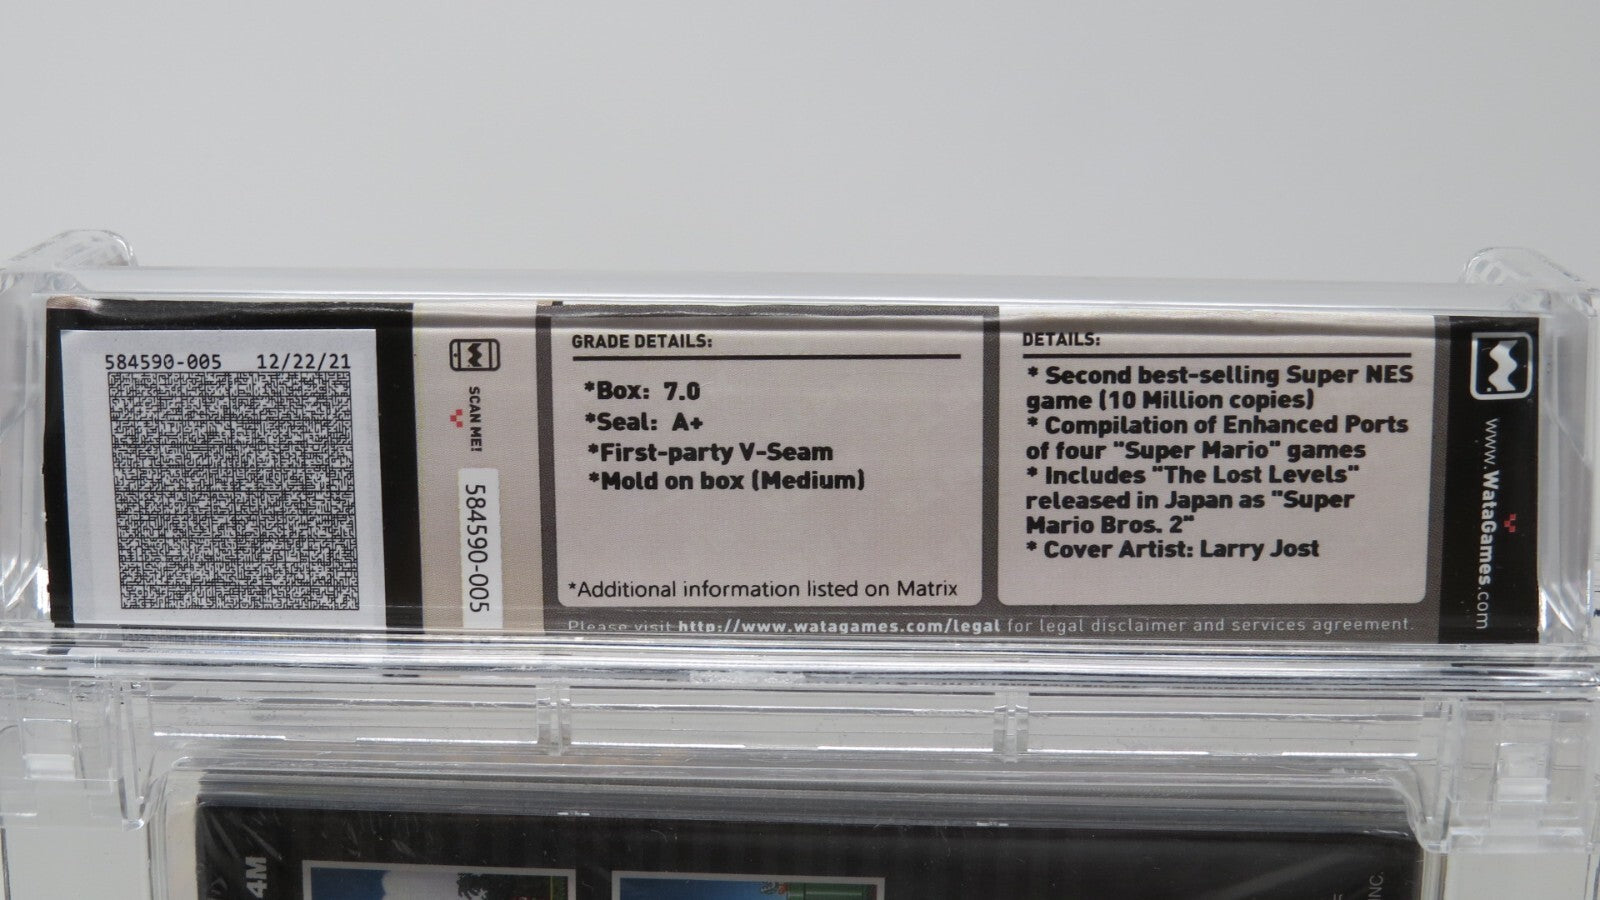 584590-005 12/22/21
SCAN ME!
584590-005
GRADE DETAILS:
*Box: 7.0
*Seal: A+
*First-party V-Seam
*Mold on box (Medium)
*Additional information listed on Matrix
DETAILS:
* Second best-selling Super NES
game (10 Million copies)
* Compilation of Enhanced Ports
of four "Super Mario" games
* Includes "The Lost Levels"
released in Japan as "Super
Mario Bros. 2"
* Cover Artist: Larry Jost
Please visit http://www.watagames.com/legal for legal disclaimer and services agreement.
www.WataGames.com
4M
INC.